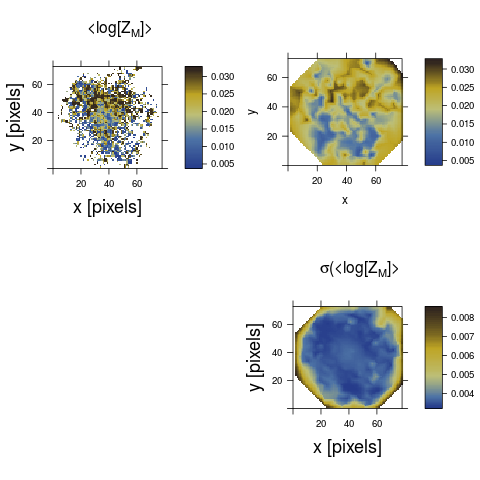 <log[Z_M]>
60
40
20
20 40 60
x [pixels]
y [pixels]
0.030
0.025
0.020
0.015
0.010
0.005
60
40
20
20 40 60
x
y
0.030
0.025
0.020
0.015
0.010
0.005
σ(<log[Z_M]>
60
40
20
20 40 60
x [pixels]
y [pixels]
0.008
0.007
0.006
0.005
0.004